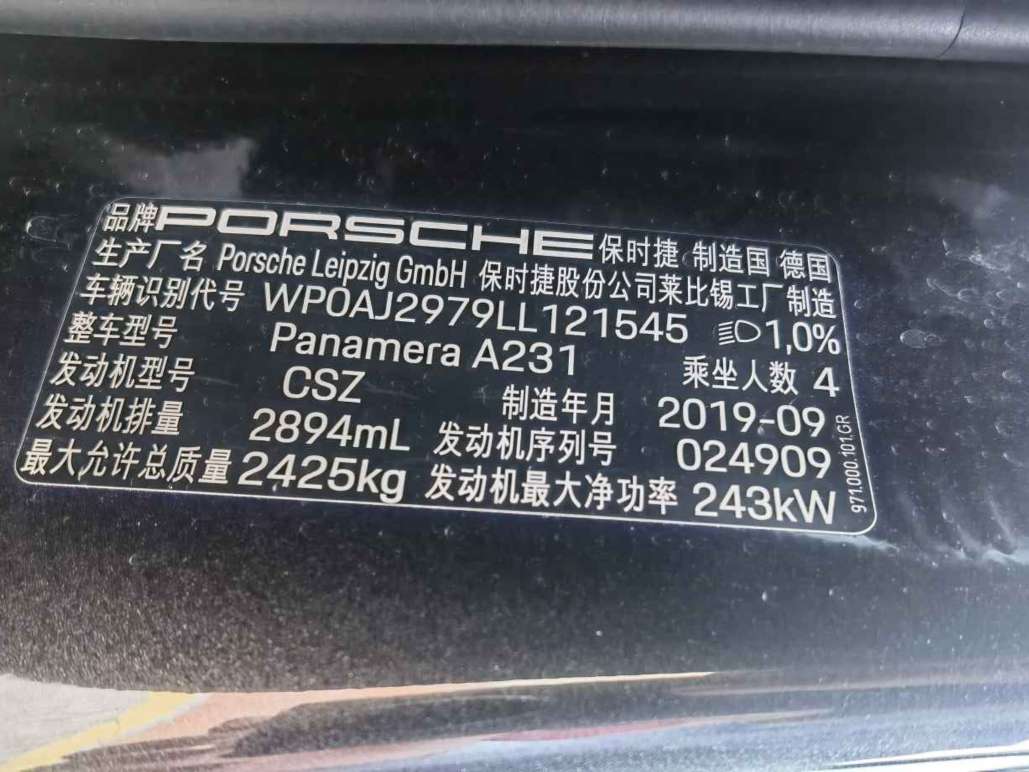 品牌 PORSCHE 保时捷 制造国 德国
生产厂名 Porsche Leipzig GmbH 保时捷股份公司莱比锡工厂制造
车辆识别代号 WP0AJ2979LL121545 1,0%
整车型号 Panamera A231 乘坐人数 4
发动机型号 CSZ 制造年月 2019-09
发动机排量 2894mL 发动机序列号 024909
最大允许总质量 2425kg 发动机最大净功率 243kW
971.000.101.GR